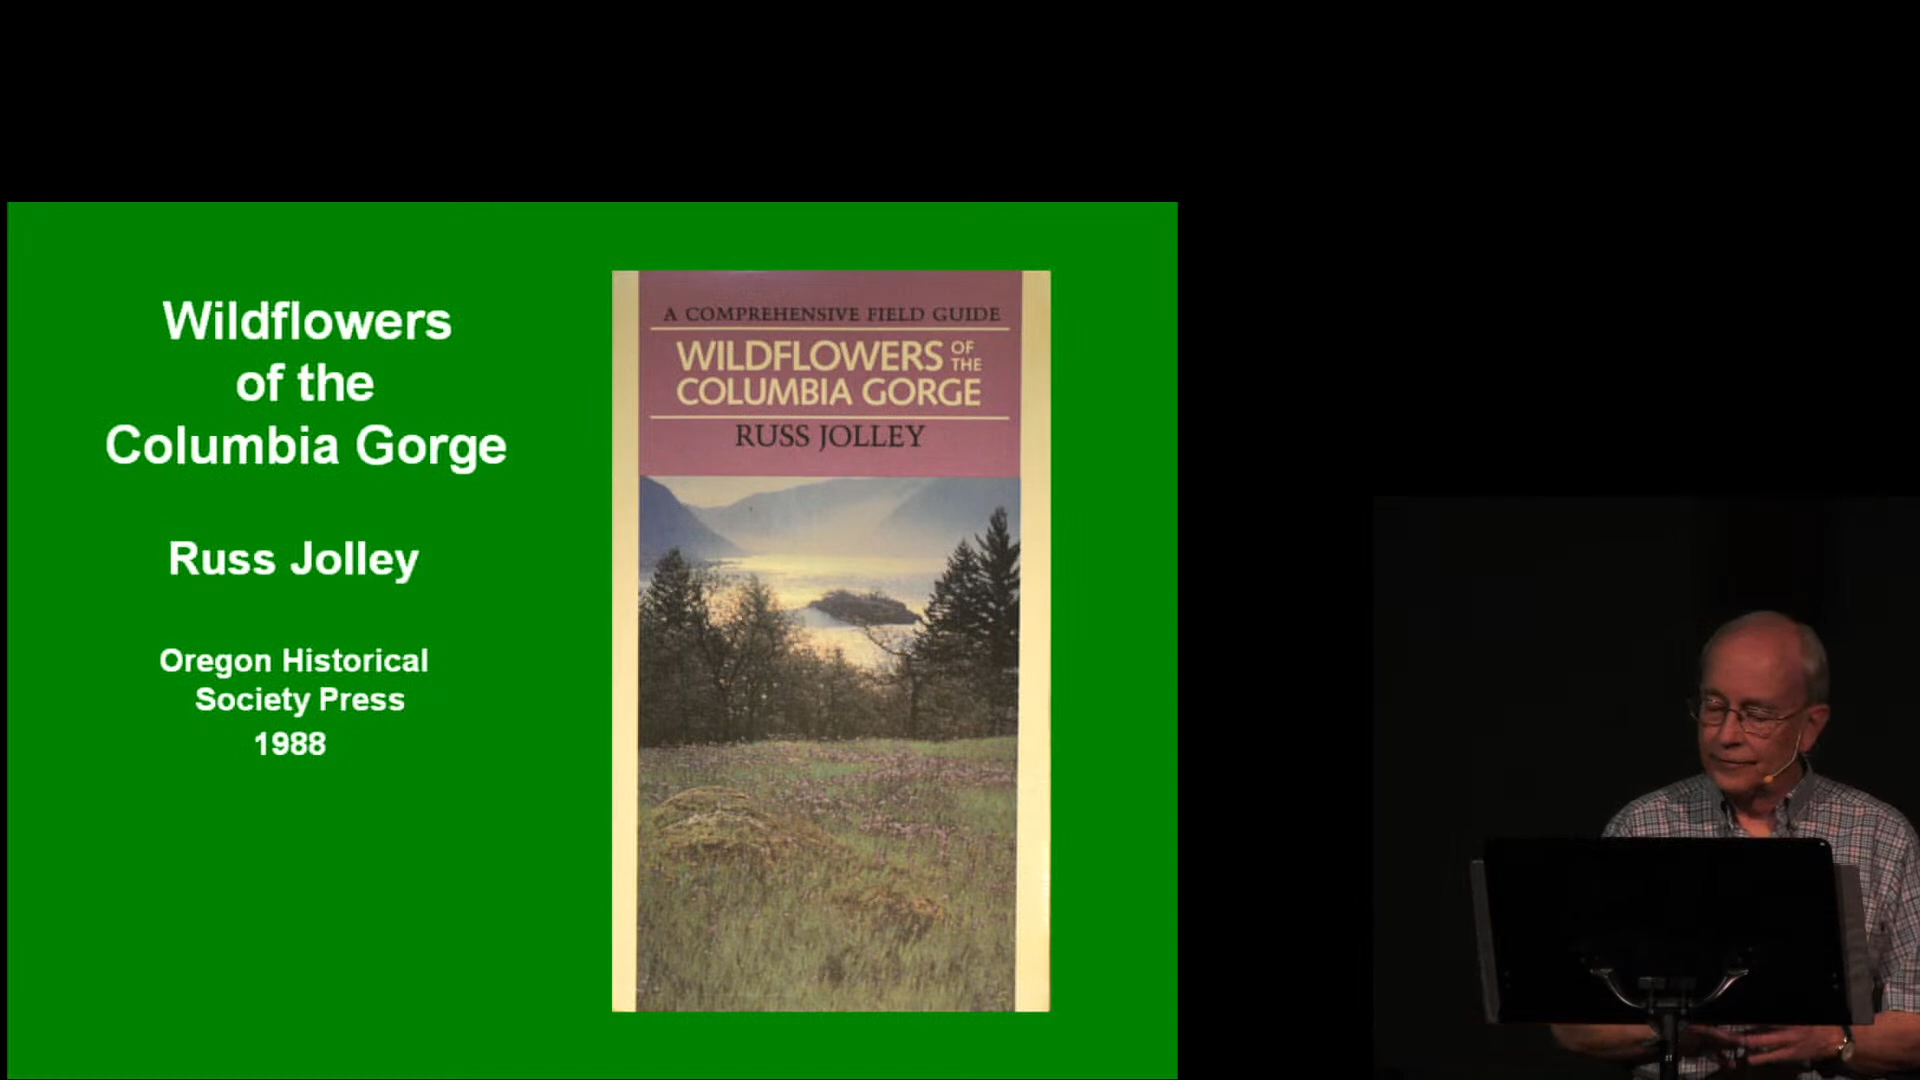 Wildflowers
of the
Columbia Gorge
Russ Jolley
Oregon Historical
Society Press
1988
A COMPREHENSIVE FIELD GUIDE
WILDFLOWERS OF THE
COLUMBIA GORGE
RUSS JOLLEY